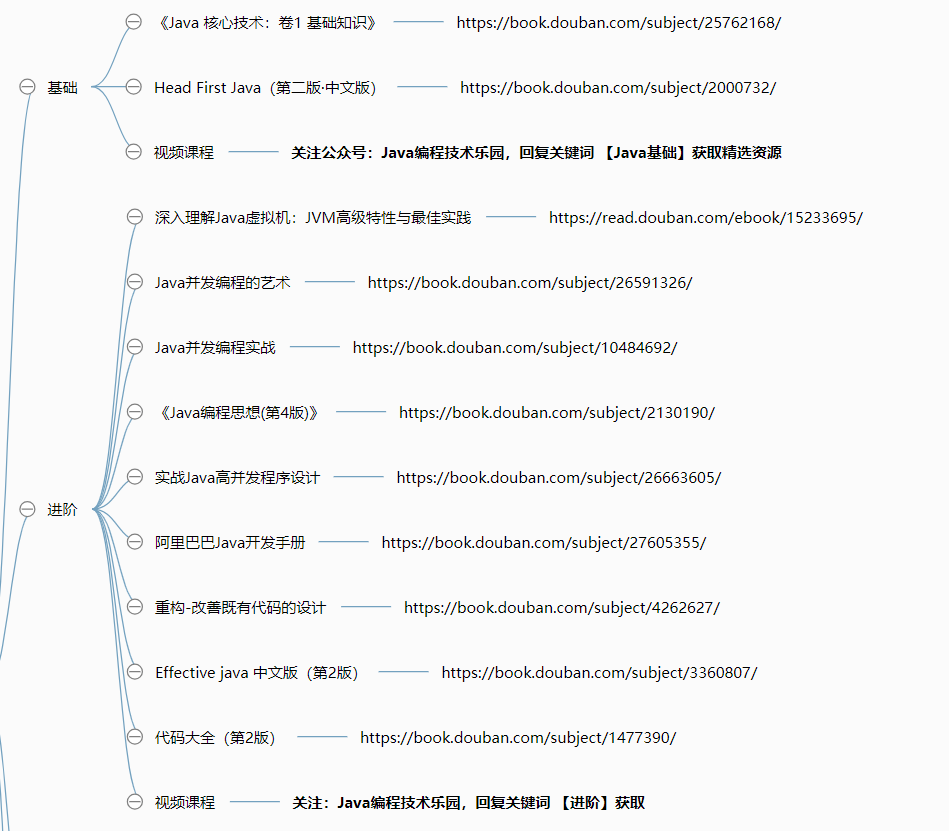 《Java 核心技术：卷1 基础知识》 https://book.douban.com/subject/25762168/
基础 Head First Java（第二版·中文版） https://book.douban.com/subject/2000732/
视频课程 关注公众号：Java编程技术乐园，回复关键词 【Java基础】获取精选资源
深入理解Java虚拟机：JVM高级特性与最佳实践 https://read.douban.com/ebook/15233695/
Java并发编程的艺术 https://book.douban.com/subject/26591326/
Java并发编程实战 https://book.douban.com/subject/10484692/
《Java编程思想(第4版)》 https://book.douban.com/subject/2130190/
实战Java高并发程序设计 https://book.douban.com/subject/26663605/
进阶
阿里巴巴Java开发手册 https://book.douban.com/subject/27605355/
重构-改善既有代码的设计 https://book.douban.com/subject/4262627/
Effective java 中文版（第2版） https://book.douban.com/subject/3360807/
代码大全（第2版） https://book.douban.com/subject/1477390/
视频课程 关注：Java编程技术乐园，回复关键词 【进阶】获取